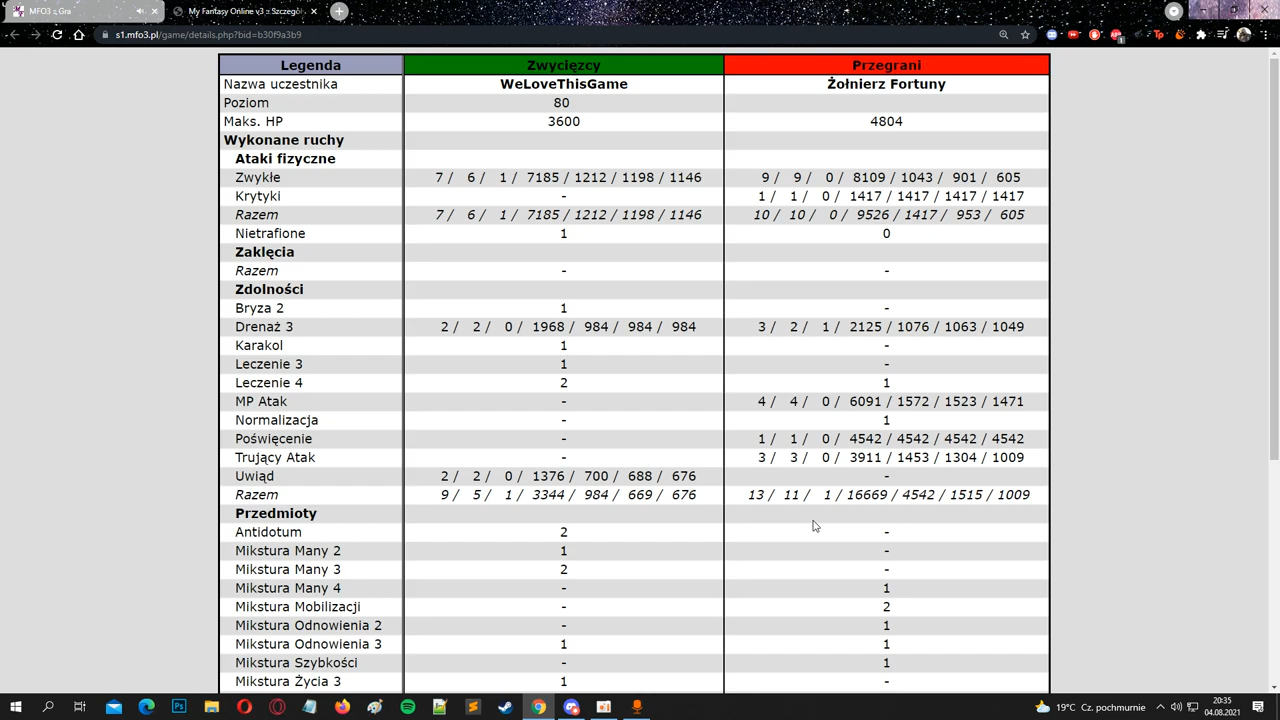 MFO3 :: Gra
My Fantasy Online v3 :: Szczegół
s1.mfo3.pl/game/details.php?bid=b30f9a3b9
Legenda Zwycięzcy Przegrani
Nazwa uczestnika WeLoveThisGame Żołnierz Fortuny
Poziom 80
Maks. HP 3600 4804
Wykonane ruchy
Ataki fizyczne
Zwykłe 7 / 6 / 1 / 7185 / 1212 / 1198 / 1146 9 / 9 / 0 / 8109 / 1043 / 901 / 605
Krytyki - 1 / 1 / 0 / 1417 / 1417 / 1417 / 1417
Razem 7 / 6 / 1 / 7185 / 1212 / 1198 / 1146 10 / 10 / 0 / 9526 / 1417 / 953 / 605
Nietrafione 1 0
Zaklęcia
Razem - -
Zdolności
Bryza 2 1 -
Drenaż 3 2 / 2 / 0 / 1968 / 984 / 984 / 984 3 / 2 / 1 / 2125 / 1076 / 1063 / 1049
Karakol 1 -
Leczenie 3 1 -
Leczenie 4 2 1
MP Atak - 4 / 4 / 0 / 6091 / 1572 / 1523 / 1471
Normalizacja - 1
Poświęcenie - 1 / 1 / 0 / 4542 / 4542 / 4542 / 4542
Trujący Atak - 3 / 3 / 0 / 3911 / 1453 / 1304 / 1009
Uwiąd 2 / 2 / 0 / 1376 / 700 / 688 / 676 -
Razem 9 / 5 / 1 / 3344 / 984 / 669 / 676 13 / 11 / 1 / 16669 / 4542 / 1515 / 1009
Przedmioty
Antidotum 2 -
Mikstura Many 2 1 -
Mikstura Many 3 2 -
Mikstura Many 4 - 1
Mikstura Mobilizacji - 2
Mikstura Odnowienia 2 - 1
Mikstura Odnowienia 3 1 1
Mikstura Szybkości - 1
Mikstura Życia 3 1 -
19°C Cz. pochmurnie
20:35
04.08.2021